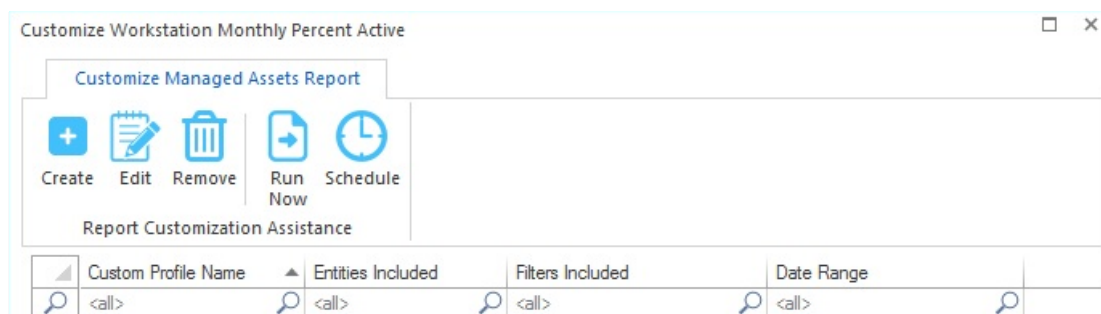 Customize Workstation Monthly Percent Active
Customize Managed Assets Report
Create Edit Remove Run Now Schedule
Report Customization Assistance
Custom Profile Name Entities Included Filters Included Date Range
<all> <all> <all> <all>